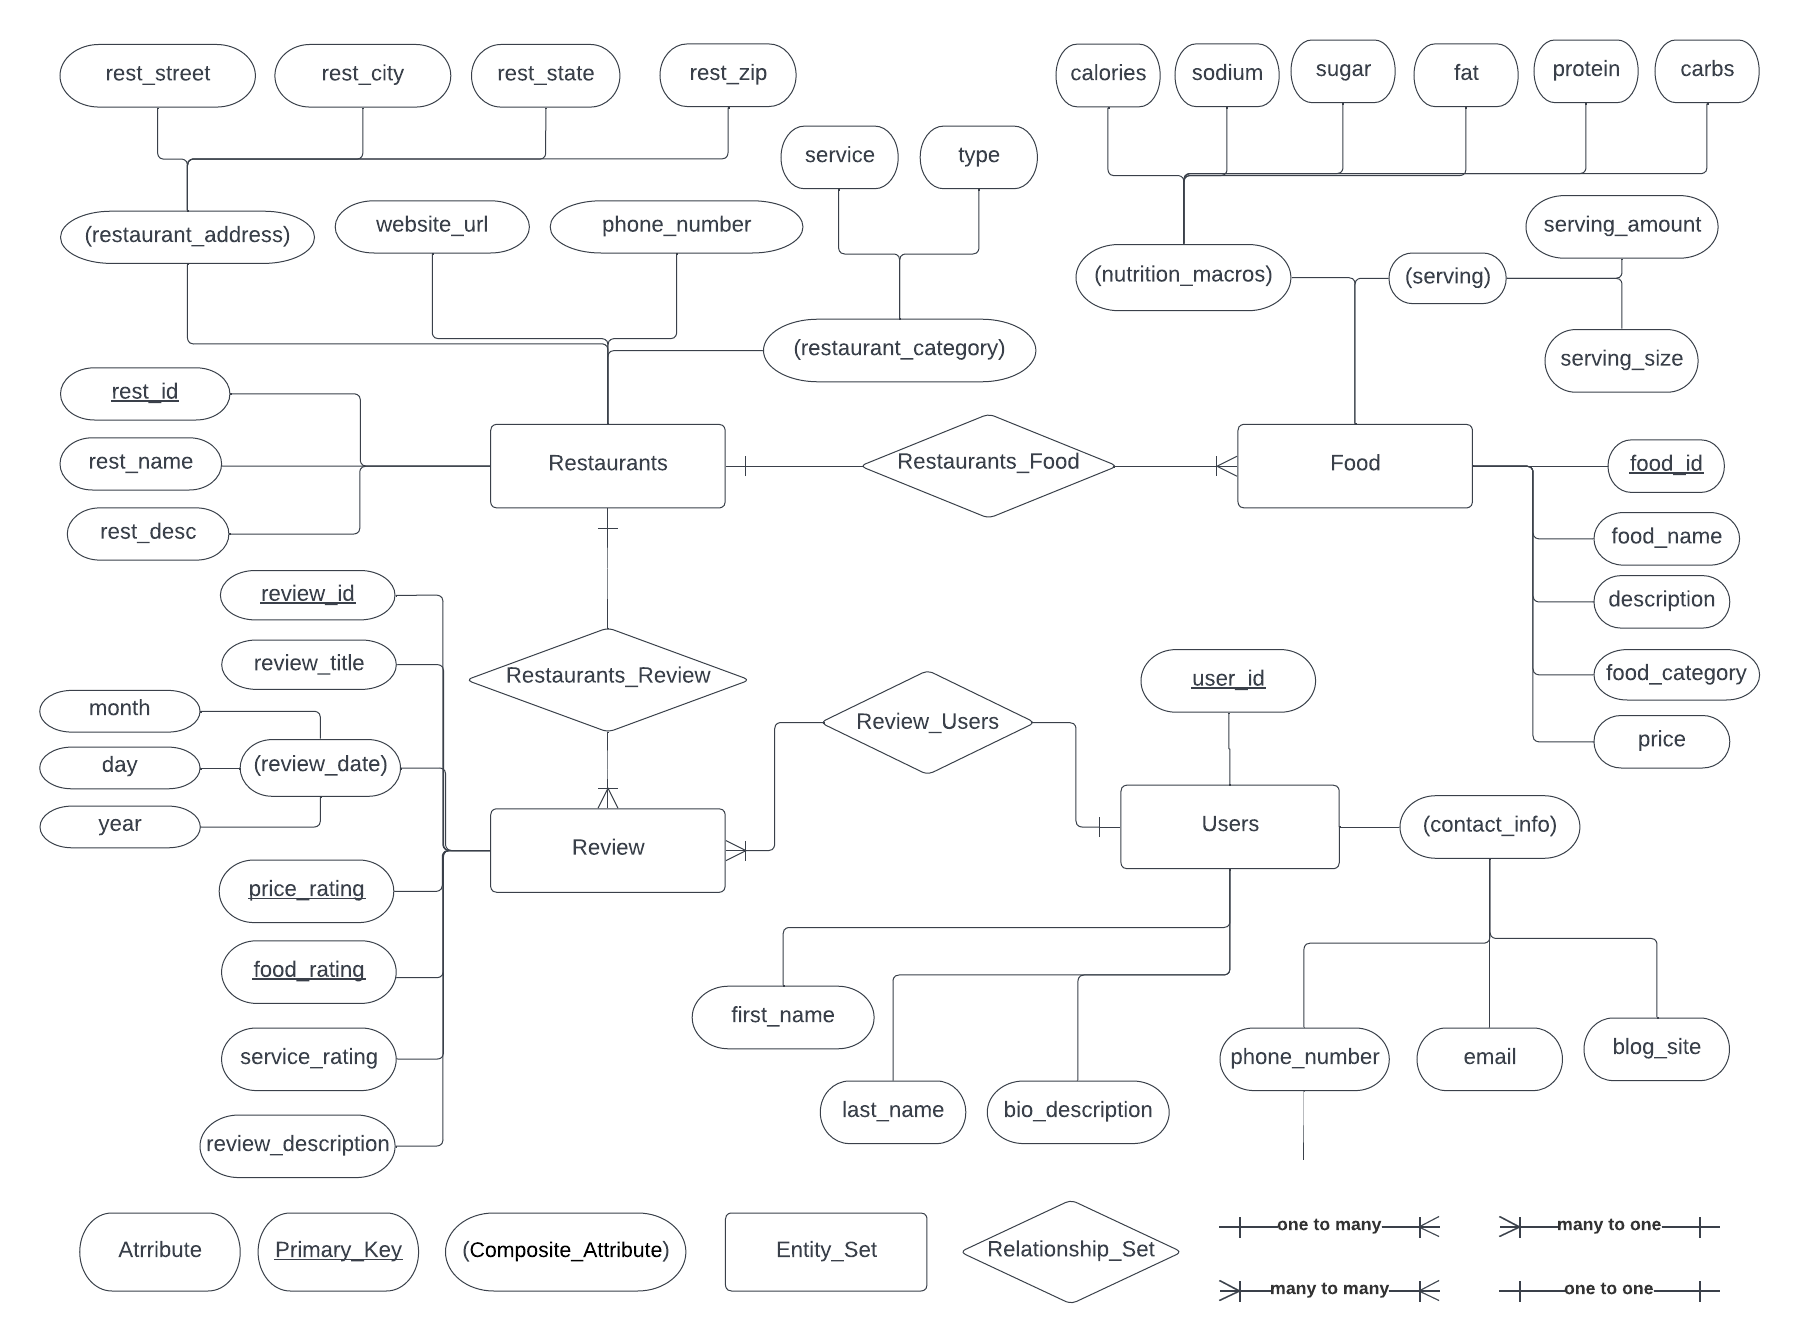 rest_street
rest_city
rest_state
rest_zip
calories
sodium
sugar
fat
protein
carbs
service
type
(restaurant_address)
website_url
phone_number
serving_amount
(nutrition_macros)
(serving)
(restaurant_category)
serving_size
rest_id
rest_name
rest_desc
Restaurants
Restaurants_Food
Food
food_id
food_name
description
food_category
price
review_id
review_title
month
(review_date)
day
year
Restaurants_Review
Review_Users
user_id
Review
Users
(contact_info)
price_rating
food_rating
service_rating
review_description
first_name
last_name
bio_description
phone_number
email
blog_site
Atrribute
Primary_Key
(Composite_Attribute)
Entity_Set
Relationship_Set
one to many
many to one
many to many
one to one